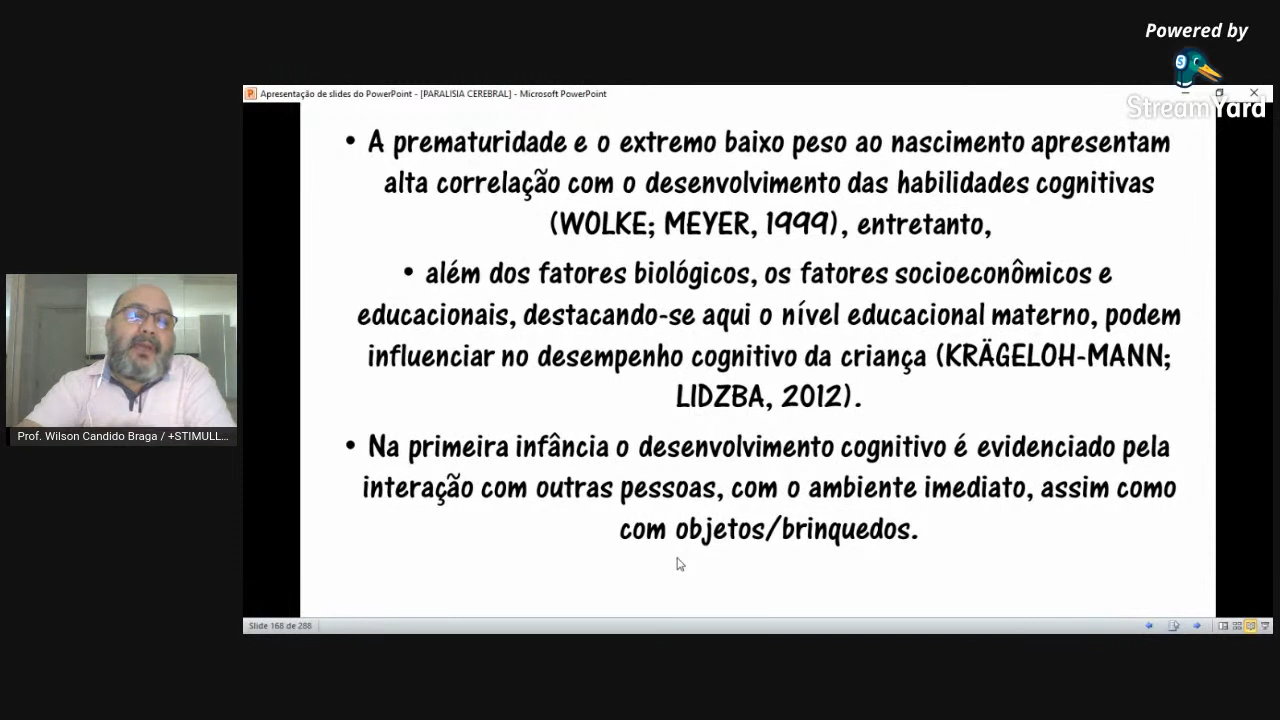 Powered by
StreamYard
Apresentação de slides do PowerPoint - [PARALISIA CEREBRAL] - Microsoft PowerPoint
• A prematuridade e o extremo baixo peso ao nascimento apresentam
alta correlação com o desenvolvimento das habilidades cognitivas
(WOLKE; MEYER, 1999), entretanto,
• além dos fatores biológicos, os fatores socioeconômicos e
educacionais, destacando-se aqui o nível educacional materno, podem
influenciar no desempenho cognitivo da criança (KRÄGELOH-MANN;
LIDZBA, 2012).
• Na primeira infância o desenvolvimento cognitivo é evidenciado pela
interação com outras pessoas, com o ambiente imediato, assim como
com objetos/brinquedos.
Prof. Wilson Candido Braga / +STIMULL...
Slide 168 de 288